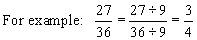 For example: 27/36 = 27 ÷ 9/36 ÷ 9 = 3/4